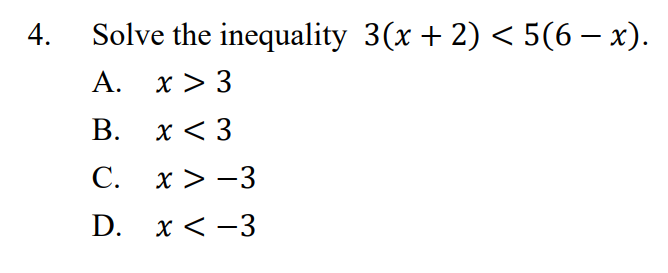 4. Solve the inequality 3(𝑥 + 2) < 5(6 − 𝑥).
A. 𝑥 > 3
B. 𝑥 < 3
C. 𝑥 > −3
D. 𝑥 < −3